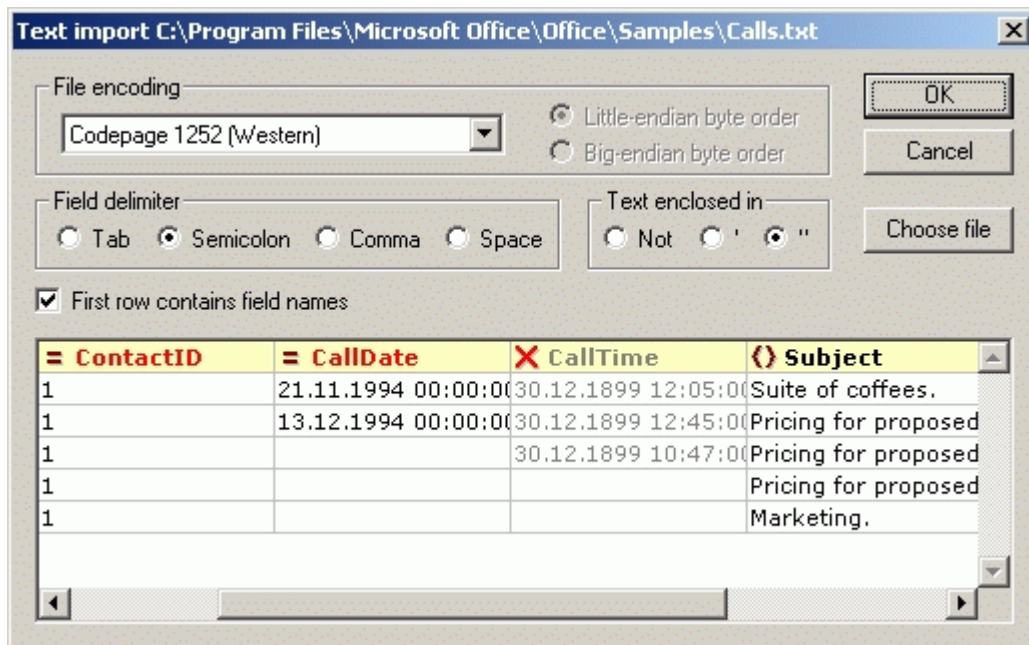 Text import C:\Program Files\Microsoft Office\Office\Samples\Calls.txt
File encoding
Codepage 1252 (Western)
Little-endian byte order
Big-endian byte order
OK
Cancel
Field delimiter
Tab Semicolon Comma Space
Text enclosed in
Not ' "
Choose file
First row contains field names
= ContactID = CallDate CallTime () Subject
1 21.11.1994 00:00:0 30.12.1899 12:05:0 Suite of coffees.
1 13.12.1994 00:00:0 30.12.1899 12:45:0 Pricing for proposed
1 30.12.1899 10:47:0 Pricing for proposed
1 Pricing for proposed
1 Marketing.